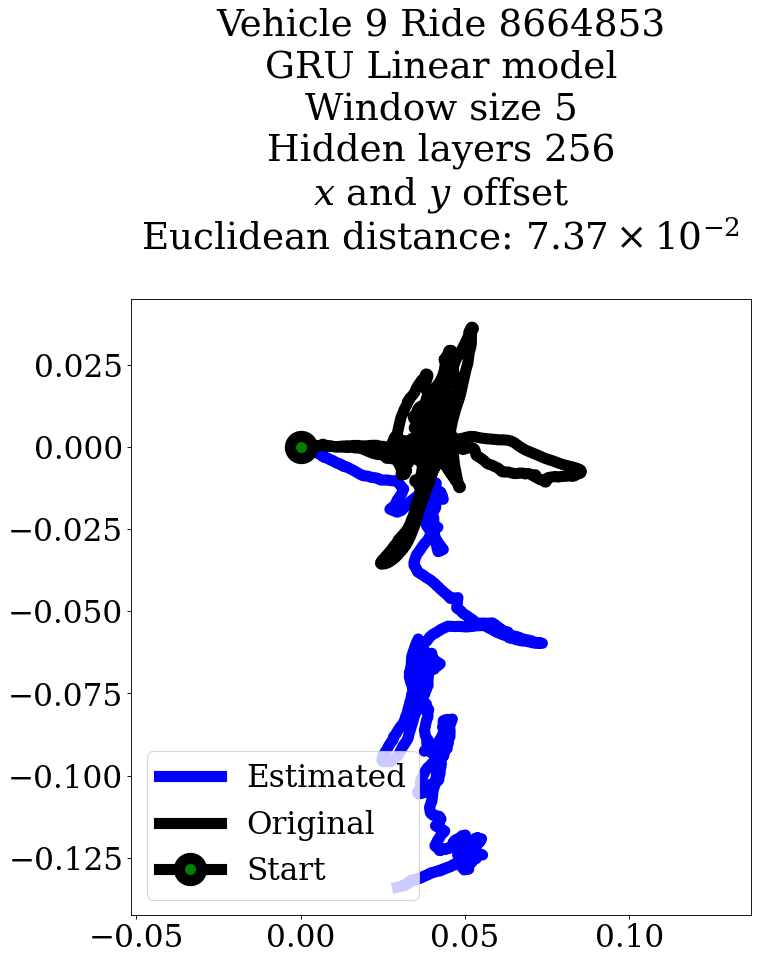 Vehicle 9 Ride 8664853
GRU Linear model
Window size 5
Hidden layers 256
x and y offset
Euclidean distance: 7.37 × 10⁻²
0.025
0.000
−0.025
−0.050
−0.075
−0.100
−0.125
Estimated
Original
Start
−0.05 0.00 0.05 0.10